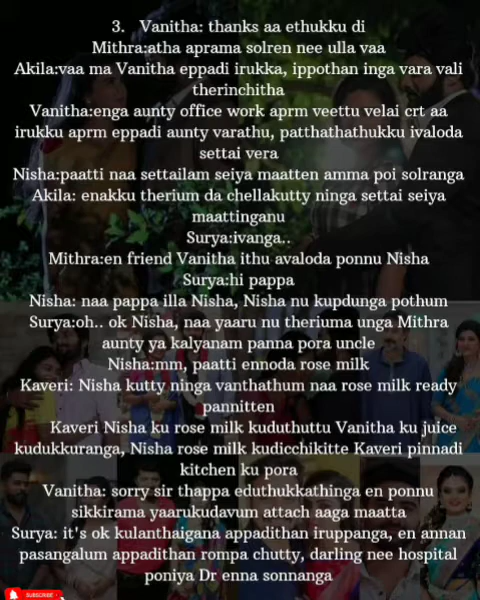 3. Vanitha: thanks aa ethukku di
Mithra:atha aprama solren nee ulla vaa
Akila:vaa ma Vanitha eppadi irukka, ippothan inga vara vali
therinchitha
Vanitha:enga aunty office work aprm veettu velai crt aa
irukku aprm eppadi aunty varathu, patthathathukku ivaloda
settai vera
Nisha:paatti naa settailam seiya maatten amma poi solranga
Akila: enakku therium da chellakutty ninga settai seiya
maattinganu
Surya:ivanga..
Mithra:en friend Vanitha ithu avaloda ponnu Nisha
Surya:hi pappa
Nisha: naa pappa illa Nisha, Nisha nu kupdunga pothum
Surya:oh.. ok Nisha, naa yaaru nu theriuma unga Mithra
aunty ya kalyanam panna pora uncle
Nisha:mm, paatti ennoda rose milk
Kaveri: Nisha kutty ninga vanthathum naa rose milk ready
pannitten
Kaveri Nisha ku rose milk kuduthuttu Vanitha ku juice
kudukkuranga, Nisha rose milk kudicchikitte Kaveri pinnadi
kitchen ku pora
Vanitha: sorry sir thappa eduthukkathinga en ponnu
sikkirama yaarukudavum attach aaga maatta
Surya: it's ok kulanthaigana appadithan iruppanga, en annan
pasangalum appadithan rompa chutty, darling nee hospital
poniya Dr enna sonnanga
SUBSCRIBE